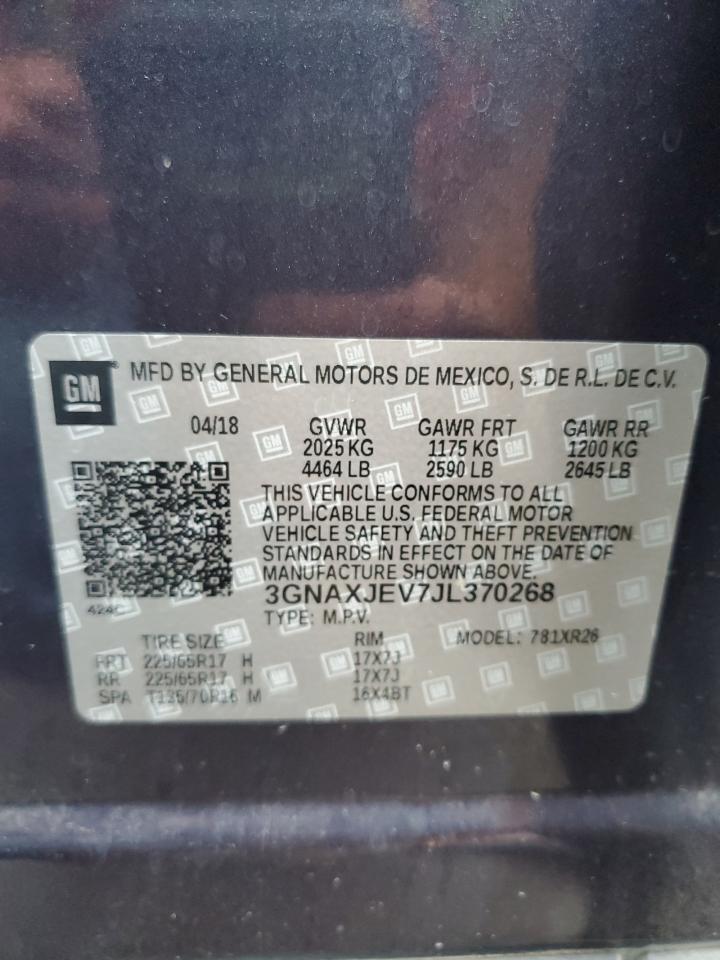 GM
MFD BY GENERAL MOTORS DE MEXICO, S. DE R.L. DE C.V.
04/18 GVWR GAWR FRT GAWR RR
2025 KG 1175 KG 1200 KG
4464 LB 2590 LB 2645 LB
THIS VEHICLE CONFORMS TO ALL
APPLICABLE U.S. FEDERAL MOTOR
VEHICLE SAFETY AND THEFT PREVENTION
STANDARDS IN EFFECT ON THE DATE OF
MANUFACTURE SHOWN ABOVE.
3GNAXJEV7JL370268
TYPE: M.P.V.
TIRE SIZE RIM MODEL: 781XR26
FRT 225/65R17 H 17X7J
RR 225/65R17 H 17X7J
SPA T135/70R16 M 16X4BT